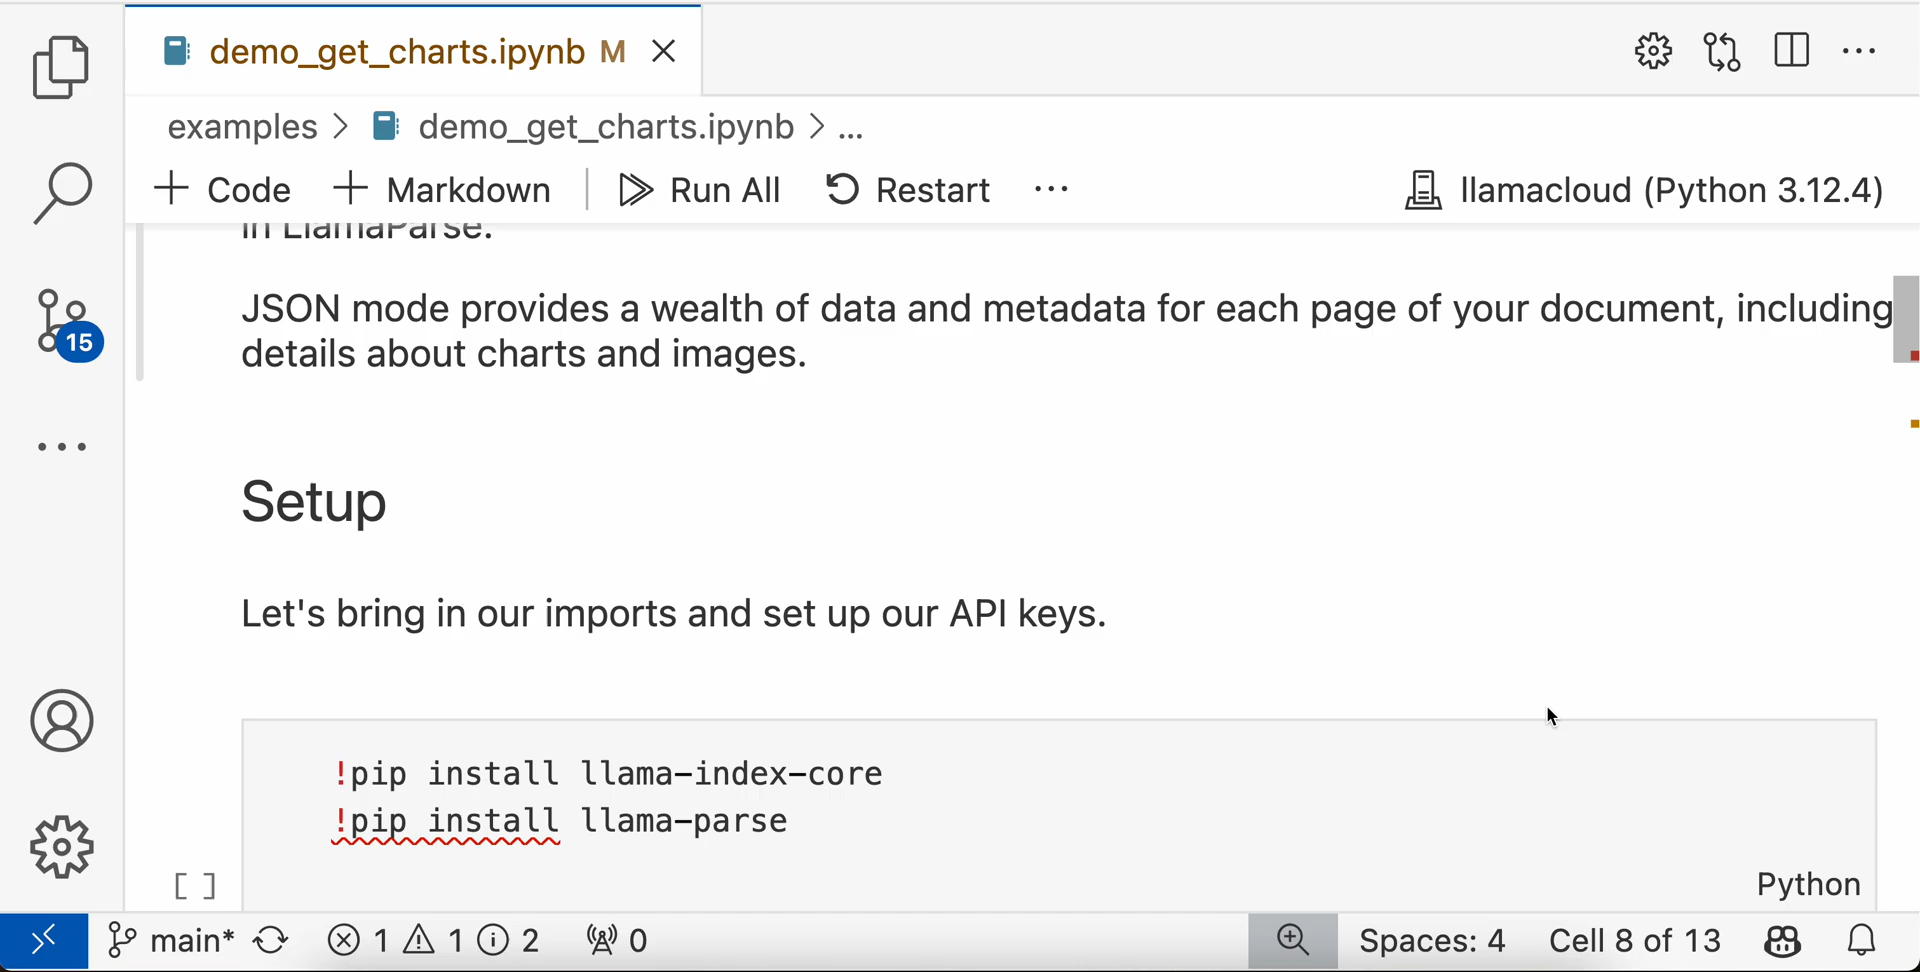 demo_get_charts.ipynb M
examples > demo_get_charts.ipynb > ...
+ Code + Markdown Run All Restart ... llamacloud (Python 3.12.4)
in LlamaParse.
JSON mode provides a wealth of data and metadata for each page of your document, including
details about charts and images.
15
Setup
Let's bring in our imports and set up our API keys.
!pip install llama-index-core
!pip install llama-parse
[ ]
Python
main* 1 1 2 0 Spaces: 4 Cell 8 of 13